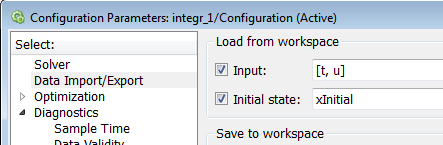 Configuration Parameters: integr_1/Configuration (Active)
Select:
Solver
Data Import/Export
Optimization
Diagnostics
Sample Time
Data Validity
Load from workspace
Input: [t, u]
Initial state: xInitial
Save to workspace